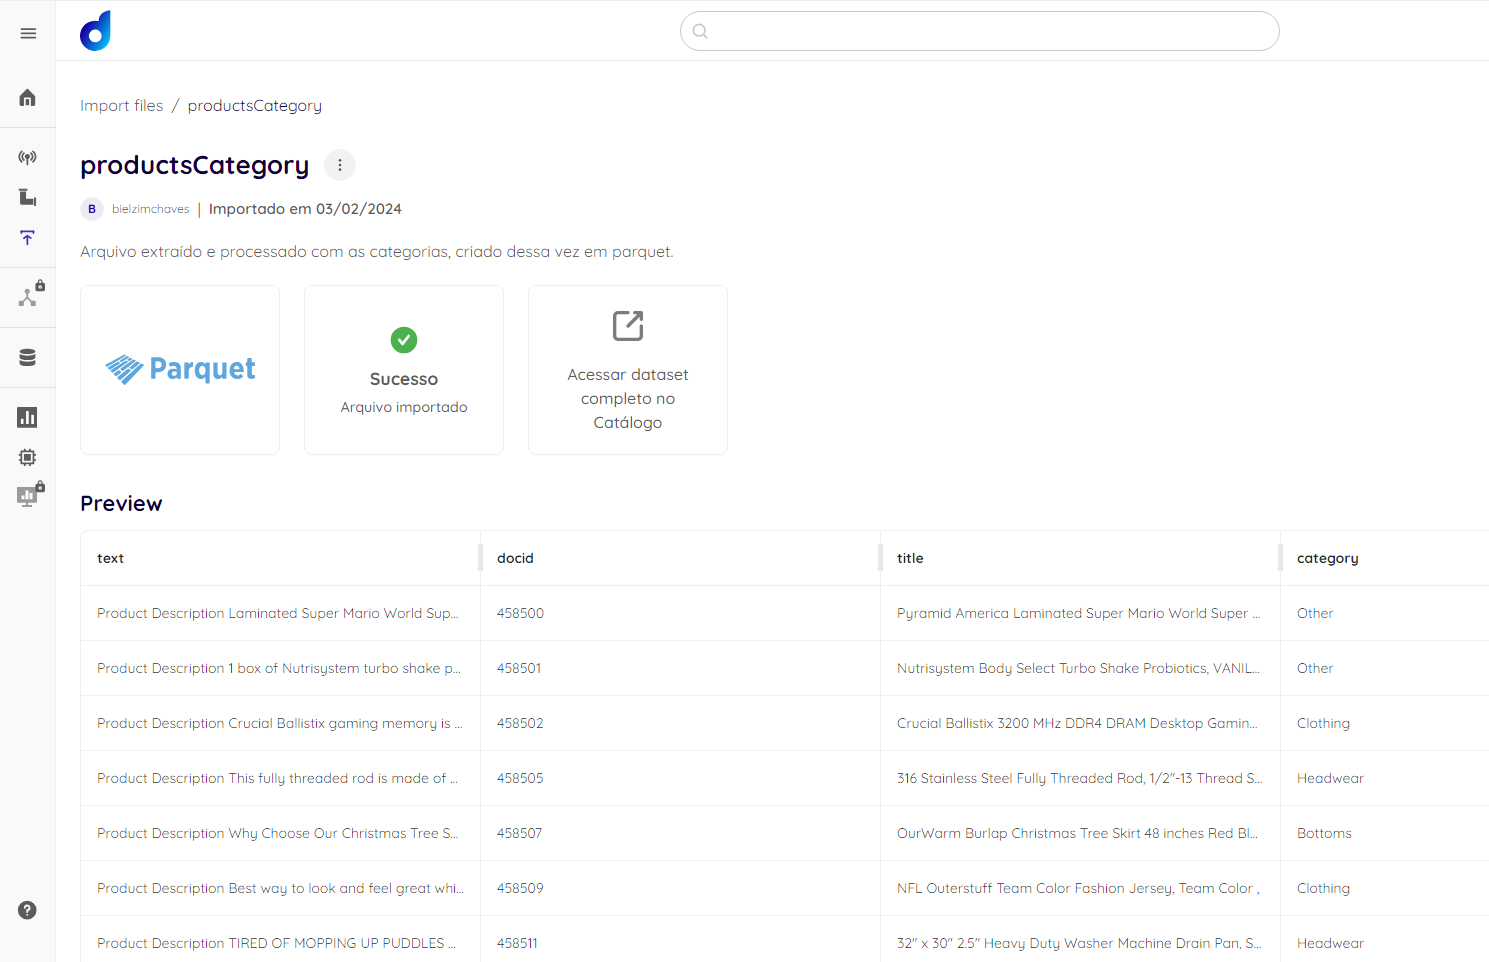 Import files / productsCategory
productsCategory
B bielzimchaves | Importado em 03/02/2024
Arquivo extraído e processado com as categorias, criado dessa vez em parquet.
Parquet
Sucesso
Arquivo importado
Acessar dataset
completo no
Catálogo
Preview
text docid title category
Product Description Laminated Super Mario World Sup... 458500 Pyramid America Laminated Super Mario World Super ... Other
Product Description 1 box of Nutrisystem turbo shake p... 458501 Nutrisystem Body Select Turbo Shake Probiotics, VANIL... Other
Product Description Crucial Ballistix gaming memory is ... 458502 Crucial Ballistix 3200 MHz DDR4 DRAM Desktop Gamin... Clothing
Product Description This fully threaded rod is made of ... 458505 316 Stainless Steel Fully Threaded Rod, 1/2"-13 Thread S... Headwear
Product Description Why Choose Our Christmas Tree S... 458507 OurWarm Burlap Christmas Tree Skirt 48 inches Red Bl... Bottoms
Product Description Best way to look and feel great whi... 458509 NFL Outerstuff Team Color Fashion Jersey, Team Color , Clothing
Product Description TIRED OF MOPPING UP PUDDLES ... 458511 32" x 30" 2.5" Heavy Duty Washer Machine Drain Pan, S... Headwear